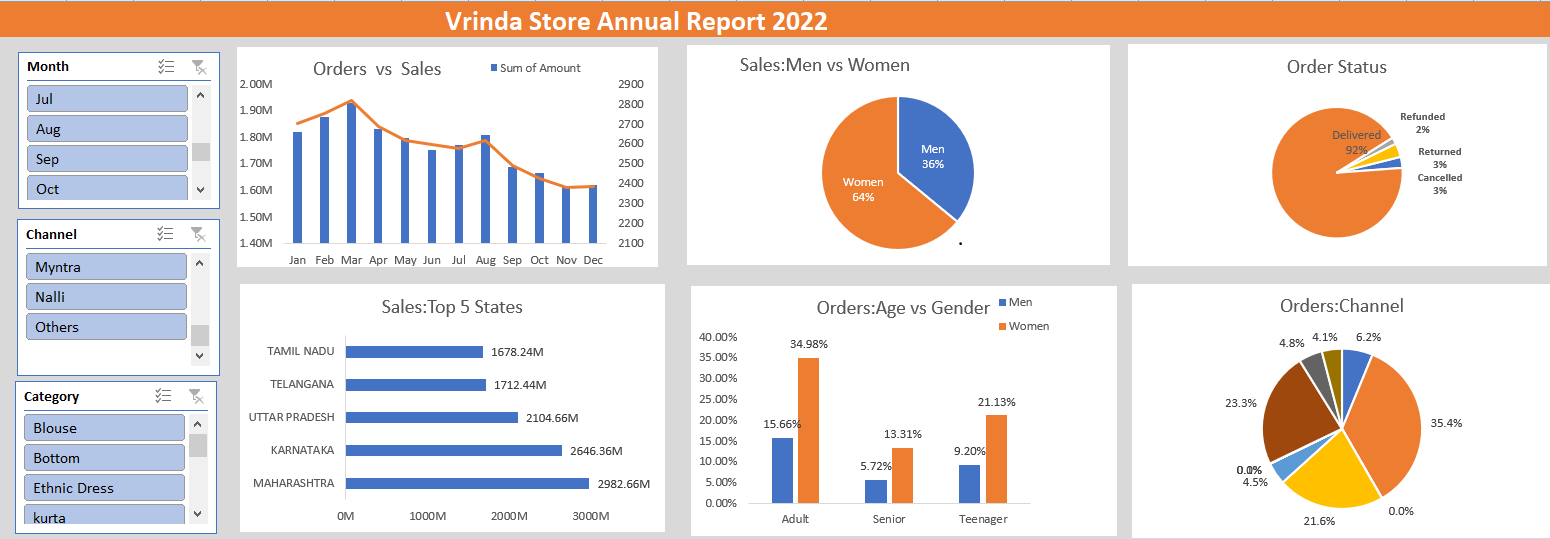 Vrinda Store Annual Report 2022
Month
Jul
Aug
Sep
Oct
Channel
Myntra
Nalli
Others
Category
Blouse
Bottom
Ethnic Dress
kurta
Orders vs Sales
Sum of Amount
2.00M
1.90M
1.80M
1.70M
1.60M
1.50M
1.40M
2900
2800
2700
2600
2500
2400
2300
2200
2100
Jan Feb Mar Apr May Jun Jul Aug Sep Oct Nov Dec
Sales:Men vs Women
Men
36%
Women
64%
Order Status
Delivered
92%
Refunded
2%
Returned
3%
Cancelled
3%
Sales:Top 5 States
TAMIL NADU 1678.24M
TELANGANA 1712.44M
UTTAR PRADESH 2104.66M
KARNATAKA 2646.36M
MAHARASHTRA 2982.66M
0M 1000M 2000M 3000M
Orders:Age vs Gender
Men
Women
40.00%
35.00%
30.00%
25.00%
20.00%
15.00%
10.00%
5.00%
0.00%
15.66% 34.98%
5.72% 13.31%
9.20% 21.13%
Adult Senior Teenager
Orders:Channel
4.8% 4.1% 6.2%
23.3%
35.4%
4.5%
21.6%
0.0%